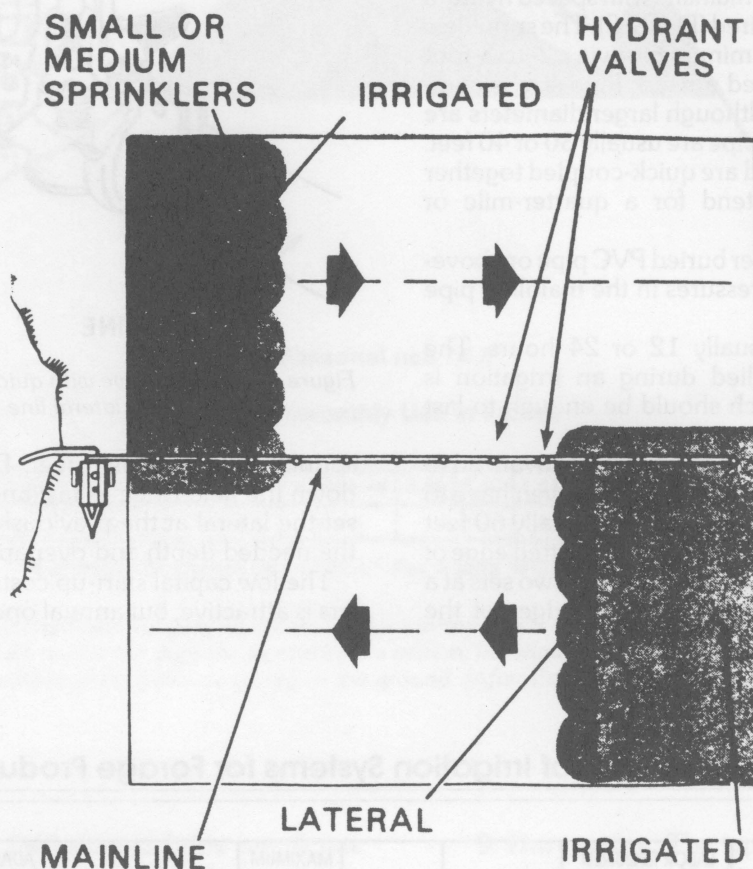 SMALL OR
MEDIUM
SPRINKLERS
IRRIGATED
HYDRANT
VALVES
LATERAL
MAINLINE
IRRIGATED